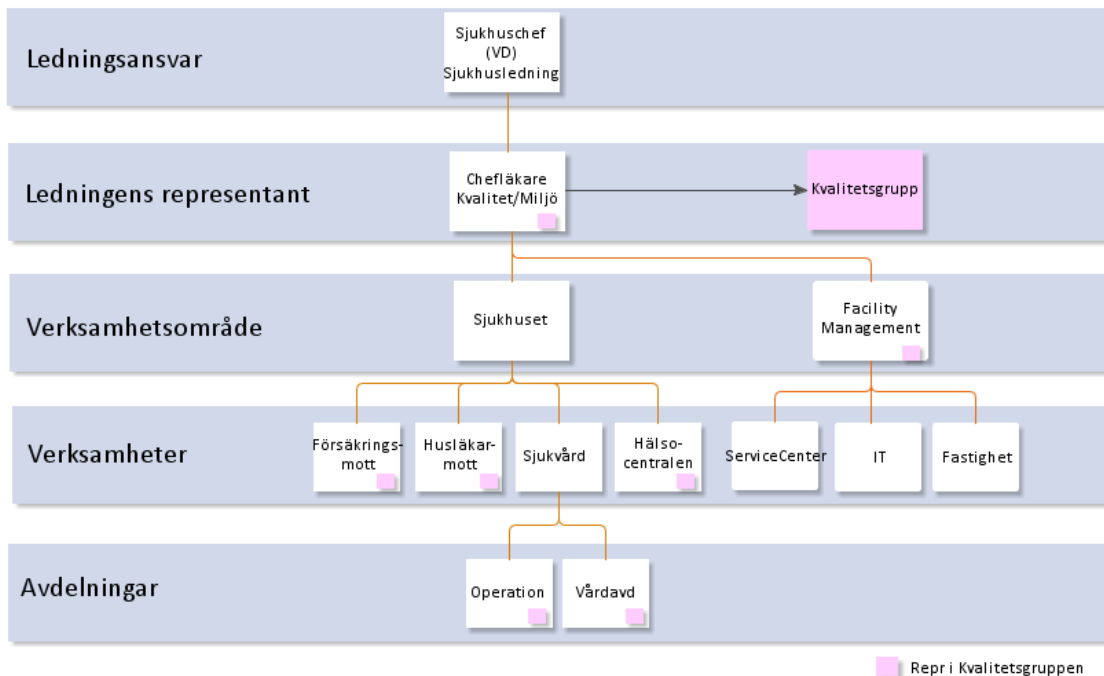 Ledningsansvar
Sjukhuschef
(VD)
Sjukhusledning
Ledningens representant
Chefläkare
Kvalitet/Miljö
Kvalitetsgrupp
Verksamhetsområde
Sjukhuset
Facility
Management
Verksamheter
Försäkrings-
mott
Husläkar-
mott
Sjukvård
Hälso-
centralen
ServiceCenter
IT
Fastighet
Avdelningar
Operation
Vårdavd
Repr i Kvalitetsgruppen